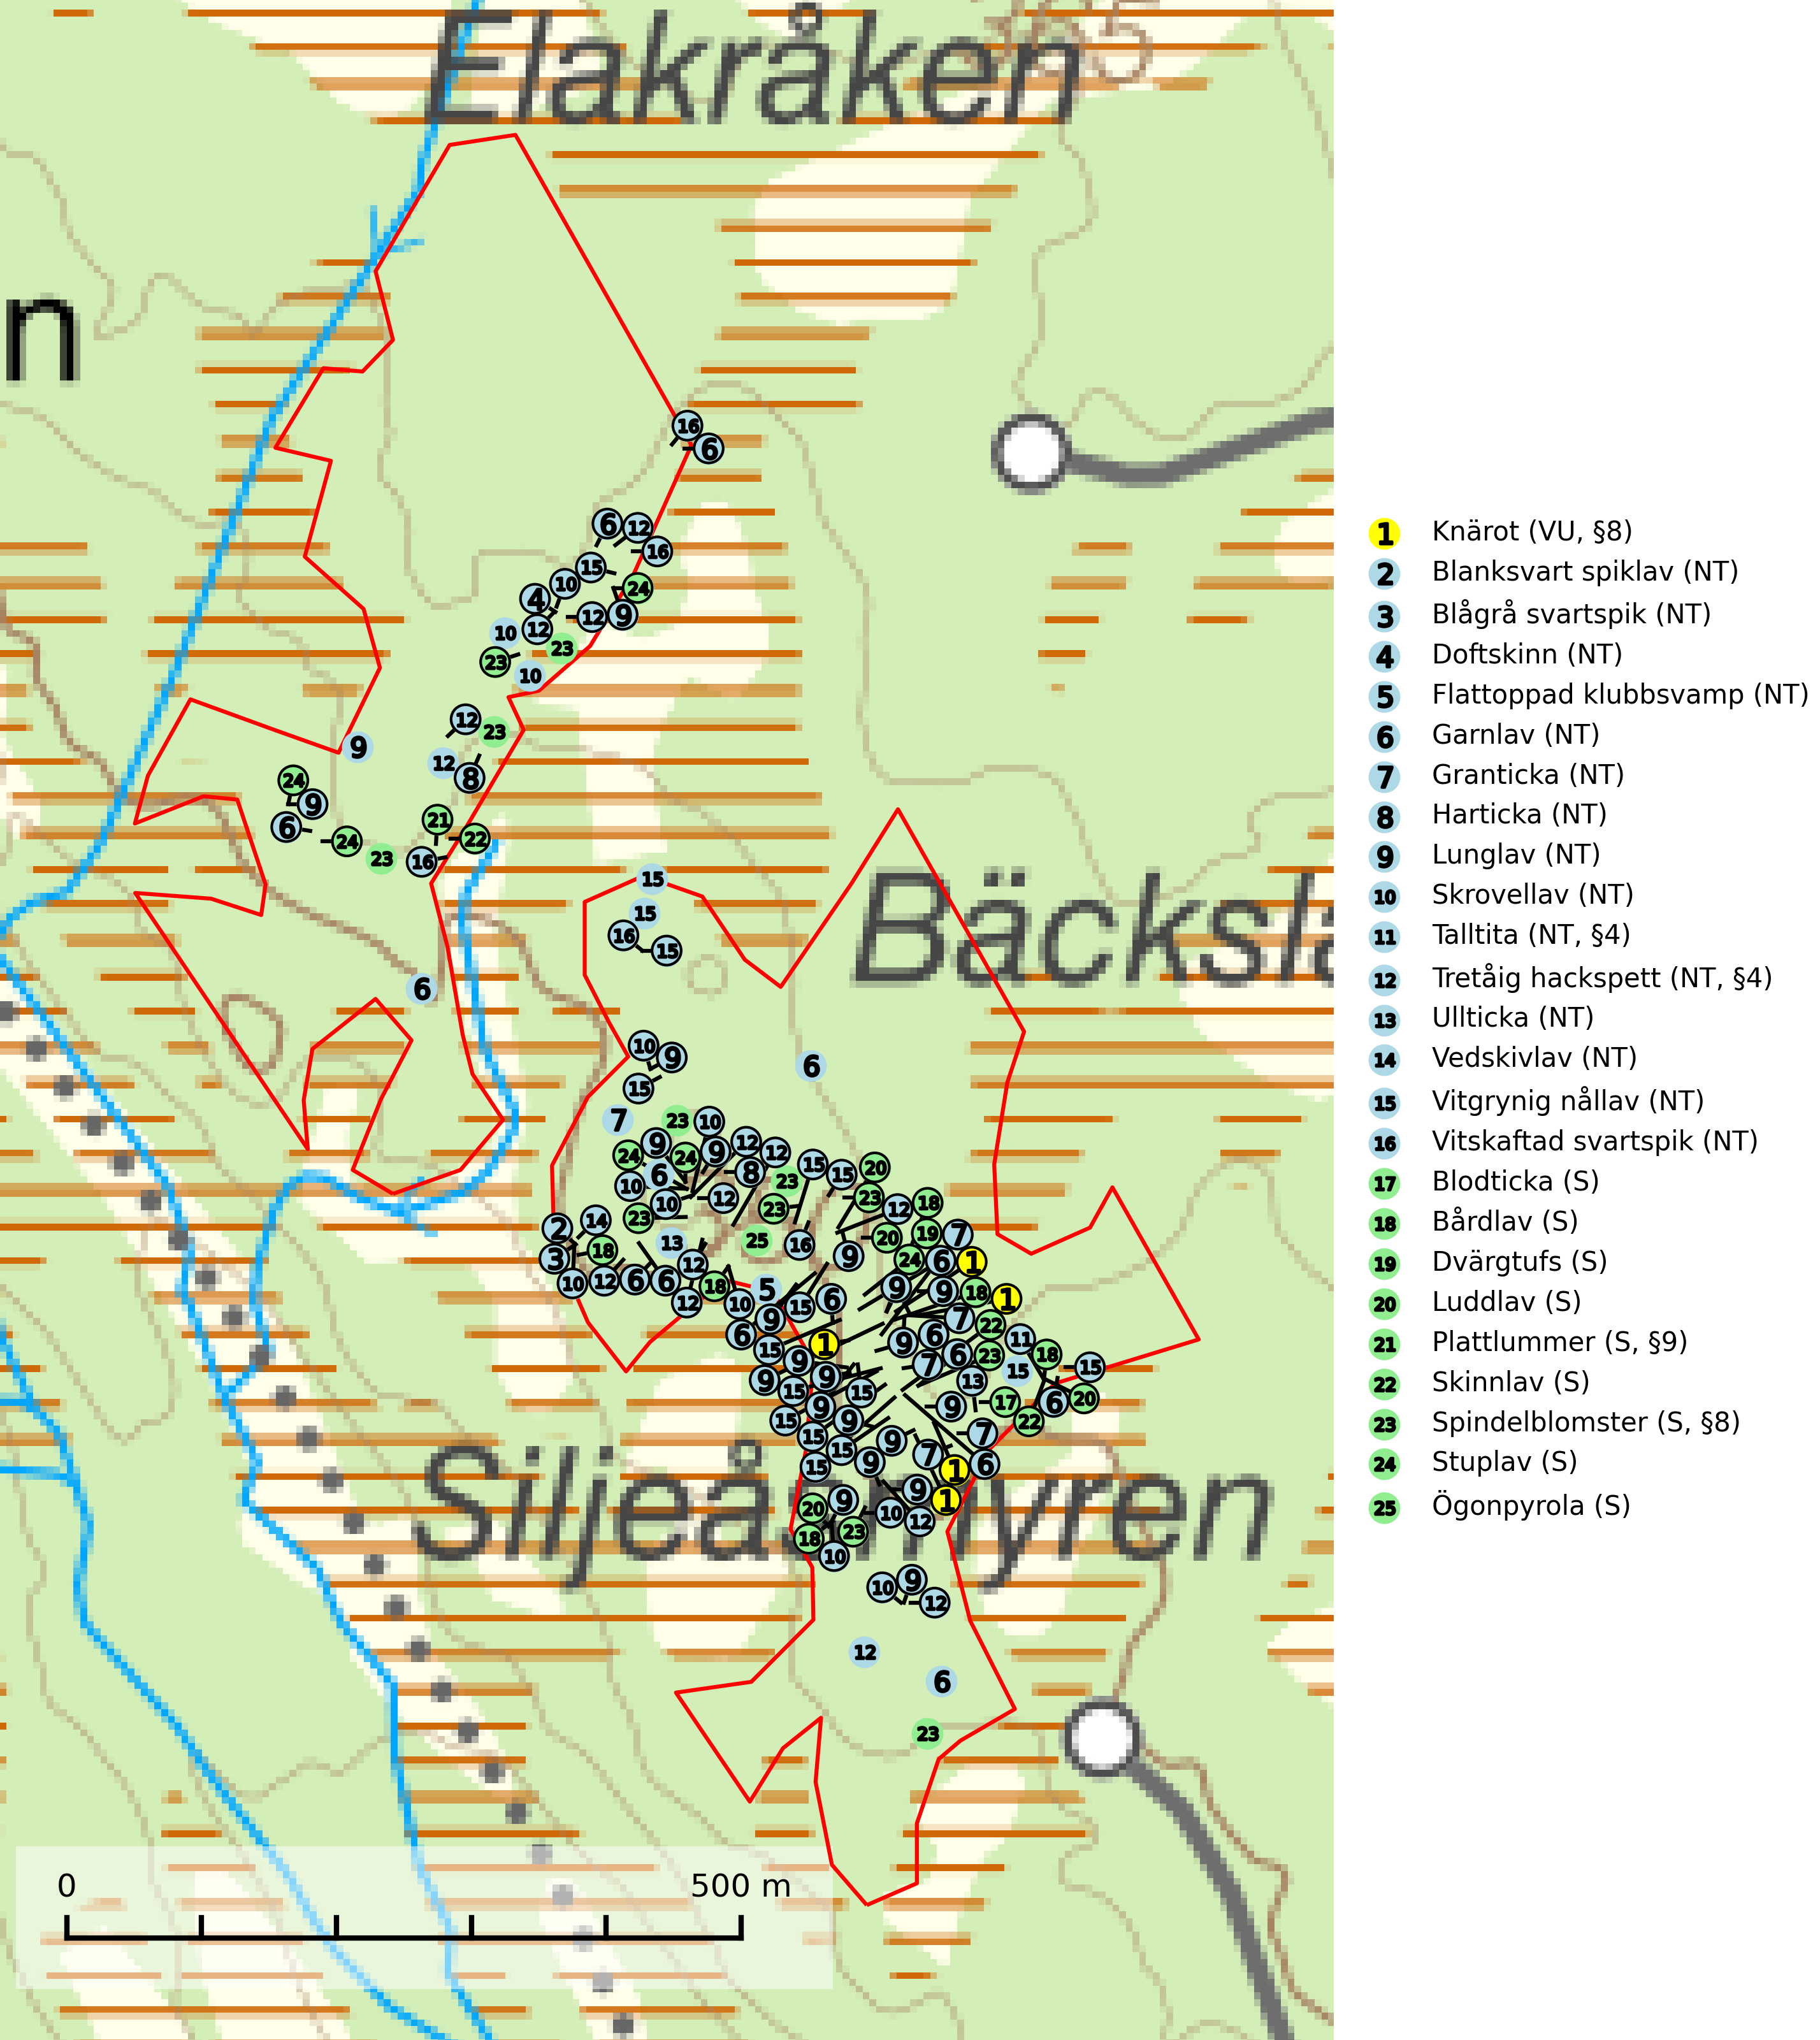 Elakråken
n
Bäcksl
Siljeå yren
0 500 m
1 Knärot (VU, §8)
2 Blanksvart spiklav (NT)
3 Blågrå svartspik (NT)
4 Doftskinn (NT)
5 Flattoppad klubbsvamp (NT)
6 Garnlav (NT)
7 Granticka (NT)
8 Harticka (NT)
9 Lunglav (NT)
10 Skrovellav (NT)
11 Talltita (NT, §4)
12 Tretåig hackspett (NT, §4)
13 Ullticka (NT)
14 Vedskivlav (NT)
15 Vitgrynig nållav (NT)
16 Vitskaftad svartspik (NT)
17 Blodticka (S)
18 Bårdlav (S)
19 Dvärgtufs (S)
20 Luddlav (S)
21 Plattlummer (S, §9)
22 Skinnlav (S)
23 Spindelblomster (S, §8)
24 Stuplav (S)
25 Ögonpyrola (S)